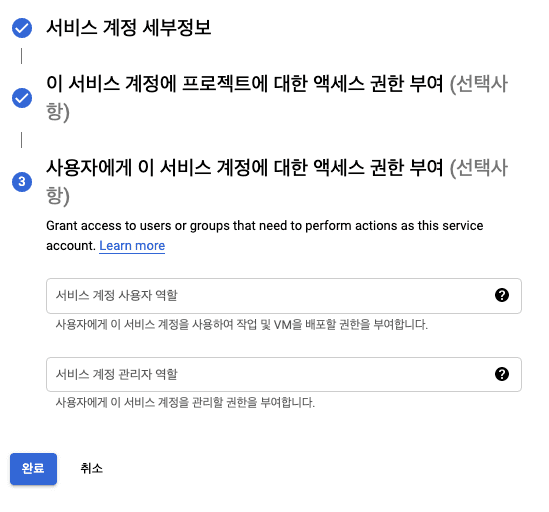 서비스 계정 세부정보
이 서비스 계정에 프로젝트에 대한 액세스 권한 부여 (선택사
항)
3
사용자에게 이 서비스 계정에 대한 액세스 권한 부여 (선택사
항)
Grant access to users or groups that need to perform actions as this service
account. Learn more
서비스 계정 사용자 역할
?
사용자에게 이 서비스 계정을 사용하여 작업 및 VM을 배포할 권한을 부여합니다.
서비스 계정 관리자 역할
?
사용자에게 이 서비스 계정을 관리할 권한을 부여합니다.
완료 취소